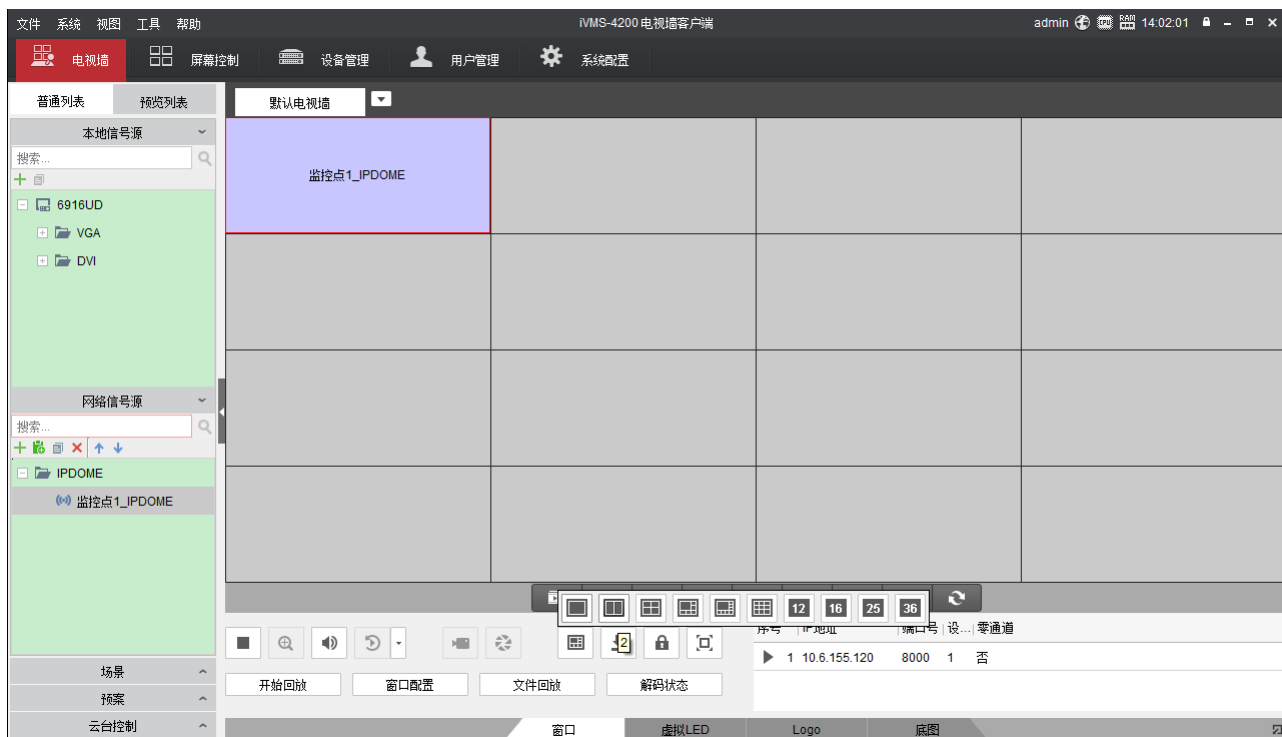 文件 系统 视图 工具 帮助 iVMS-4200 电视墙客户端 admin RAM 14:02:01
电视墙 屏幕控制 设备管理 用户管理 系统配置
普通列表 预览列表 默认电视墙
本地信号源
搜索...
6916UD
VGA
DVI
监控点1_IPDOME
网络信号源
搜索...
IPDOME
监控点1_IPDOME
12 16 25 36
2
序号 IP地址 端口号 设... 零通道
1 10.6.155.120 8000 1 否
开始回放 窗口配置 文件回放 解码状态
场景
预案
云台控制
窗口 虚拟LED Logo 底图